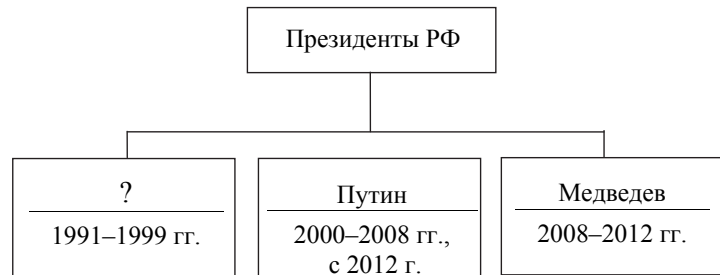 Президенты РФ
?
1991–1999 гг.
Путин
2000–2008 гг.,
с 2012 г.
Медведев
2008–2012 гг.